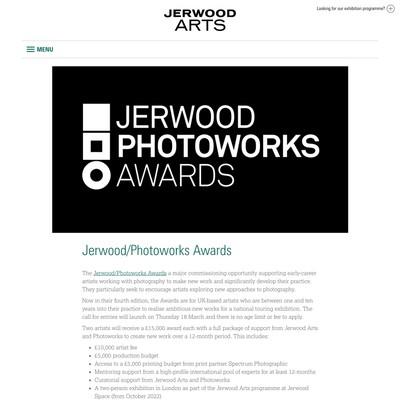 JERWOOD
ARTS
Looking for our exhibition programme?
MENU
JERWOOD
PHOTOWORKS
AWARDS
Jerwood/Photoworks Awards
The Jerwood/Photoworks Awards a major commissioning opportunity supporting early-career
artists working with photography to make new work and significantly develop their practice.
They particularly seek to encourage artists exploring new approaches to photography.
Now in their fourth edition, the Awards are for UK-based artists who are between one and ten
years into their practice to realise ambitious new works for a national touring exhibition. The
call for entries will launch on Thursday 18 March and there is no age limit or fee to apply.
Two artists will receive a £15,000 award each with a full package of support from Jerwood Arts
and Photoworks to create new work over a 12-month period. This includes:
£10,000 artist fee
£5,000 production budget
Access to a £5,000 printing budget from print partner Spectrum Photographic
Mentoring support from a high-profile international pool of experts for at least 12-months
Curatorial support from Jerwood Arts and Photoworks
A two-person exhibition in London as part of the Jerwood Arts programme at Jerwood
Space (from October 2022)